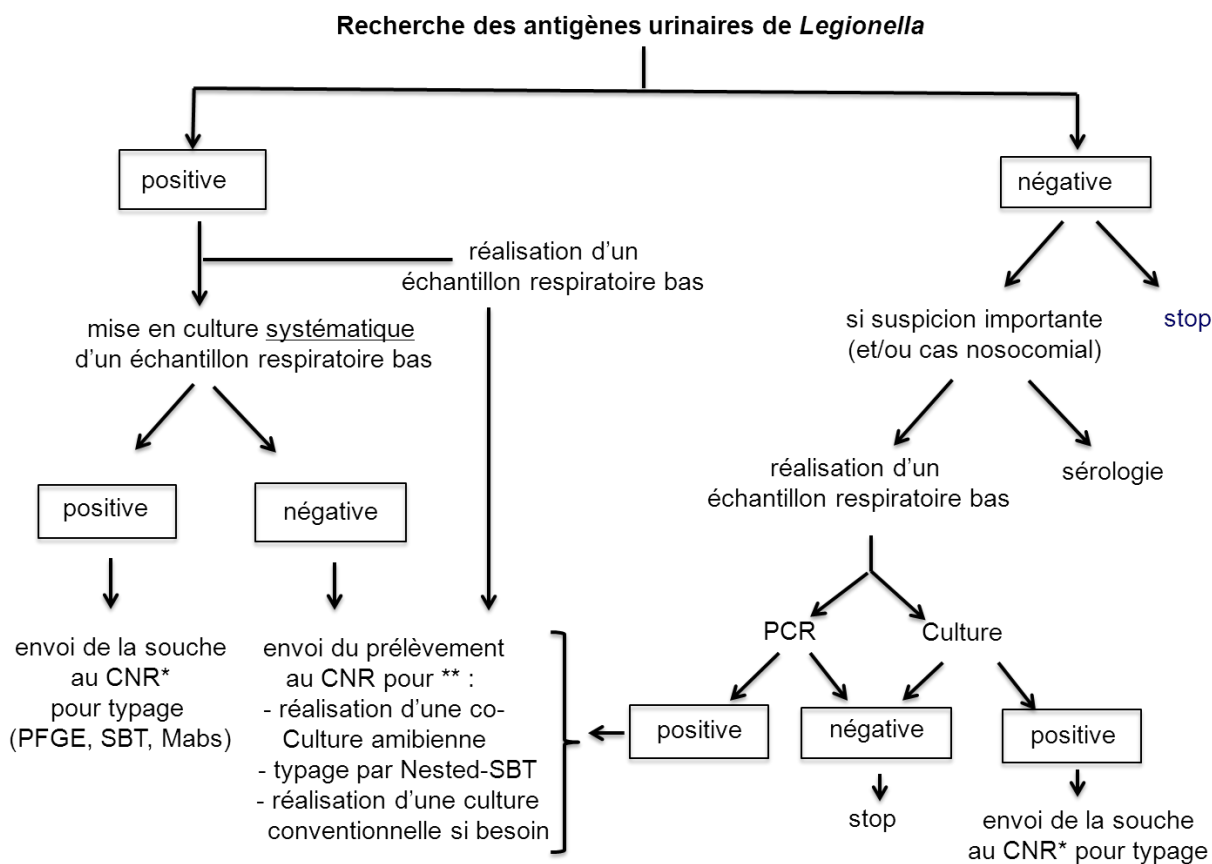 Recherche des antigènes urinaires de Legionella
positive
négative
réalisation d'un
échantillon respiratoire bas
mise en culture systématique
d'un échantillon respiratoire bas
si suspicion importante
(et/ou cas nosocomial)
stop
réalisation d'un
échantillon respiratoire bas
sérologie
positive
négative
PCR
Culture
envoi de la souche
au CNR*
pour typage
(PFGE, SBT, Mabs)
envoi du prélèvement
au CNR pour ** :
- réalisation d'une co-
Culture amibienne
- typage par Nested-SBT
- réalisation d'une culture
conventionnelle si besoin
positive
négative
positive
stop
envoi de la souche
au CNR* pour typage